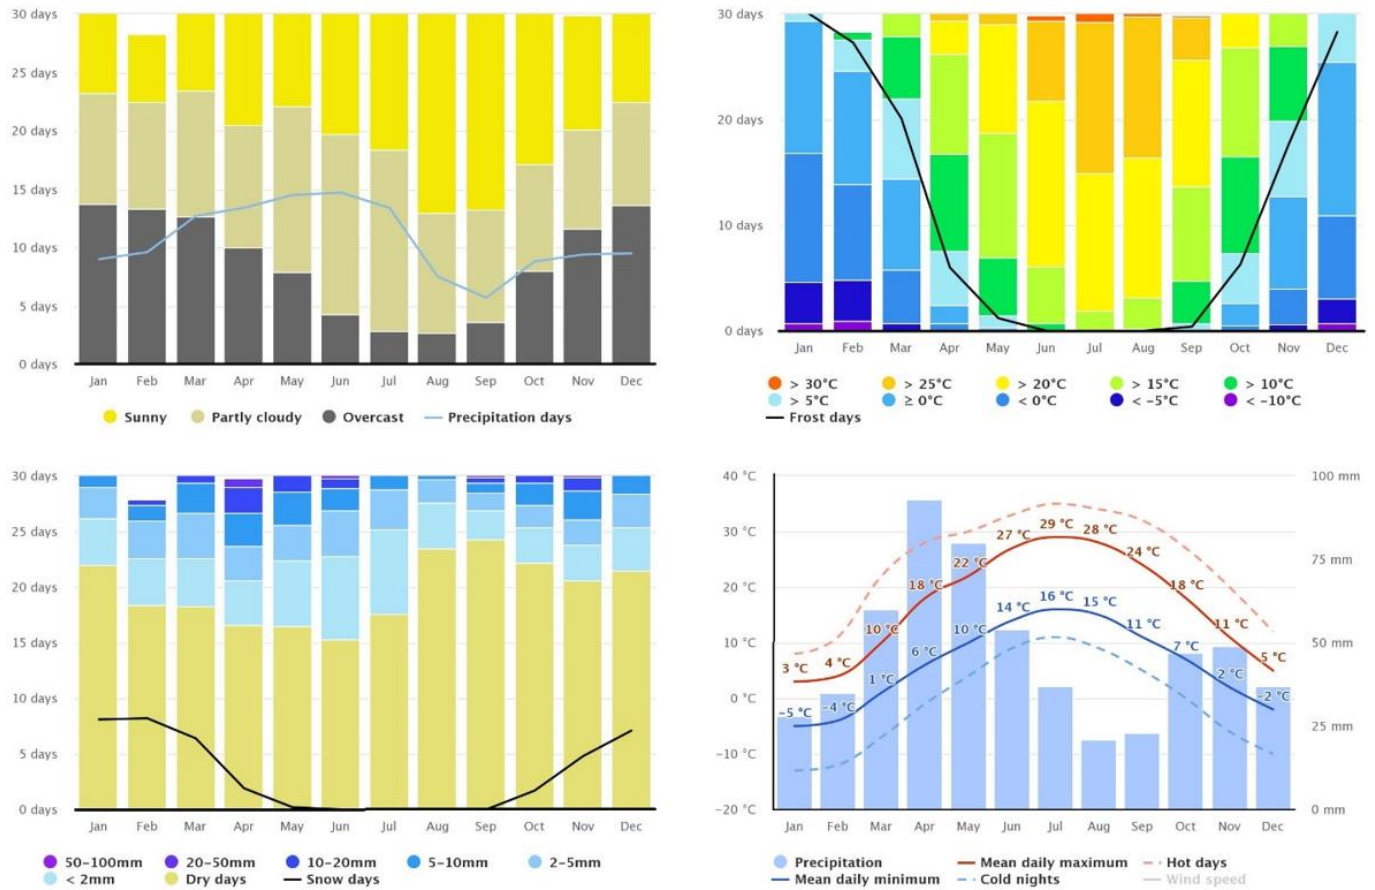 30 days
25 days
20 days
15 days
10 days
5 days
0 days
Jan Feb Mar Apr May Jun Jul Aug Sep Oct Nov Dec
Sunny Partly cloudy Overcast Precipitation days
30 days
20 days
10 days
0 days
Jan Feb Mar Apr May Jun Jul Aug Sep Oct Nov Dec
> 30°C > 25°C > 20°C > 15°C > 10°C
> 5°C ≥ 0°C < 0°C < -5°C < -10°C
Frost days
30 days
25 days
20 days
15 days
10 days
5 days
0 days
Jan Feb Mar Apr May Jun Jul Aug Sep Oct Nov Dec
50-100mm 20-50mm 10-20mm 5-10mm 2-5mm
< 2mm Dry days Snow days
40 °C 100 mm
30 °C 75 mm
20 °C
10 °C 50 mm
0 °C 25 mm
-10 °C
-20 °C 0 mm
3 °C 4 °C 10 °C 18 °C 22 °C 27 °C 29 °C 28 °C 24 °C 18 °C 11 °C 5 °C
-5 °C -4 °C 1 °C 6 °C 10 °C 14 °C 16 °C 15 °C 11 °C 7 °C 2 °C -2 °C
Jan Feb Mar Apr May Jun Jul Aug Sep Oct Nov Dec
Precipitation Mean daily maximum Hot days
Mean daily minimum Cold nights Wind speed